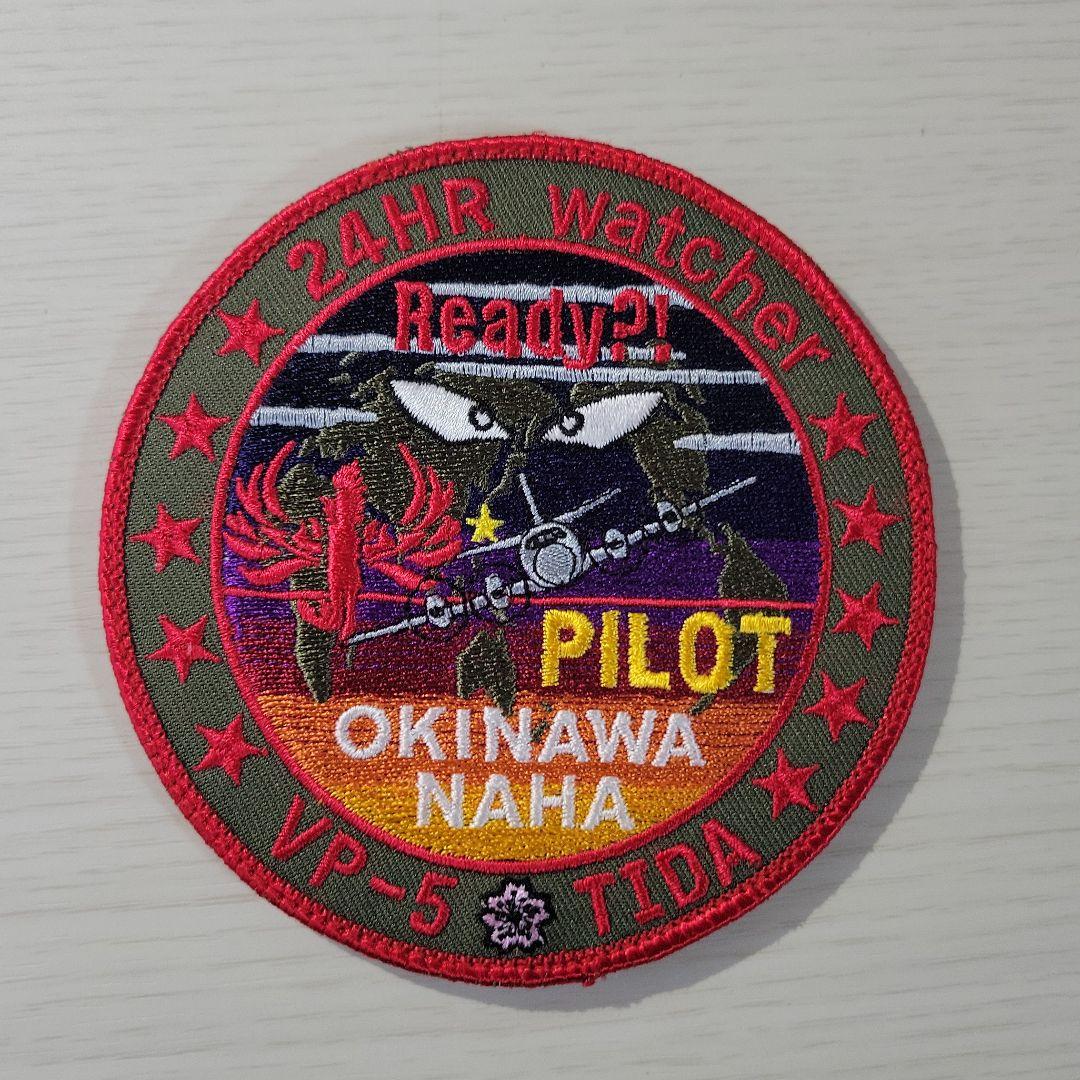 24HR watcher
Ready?!
PILOT
OKINAWA
NAHA
VP-5 TIDA